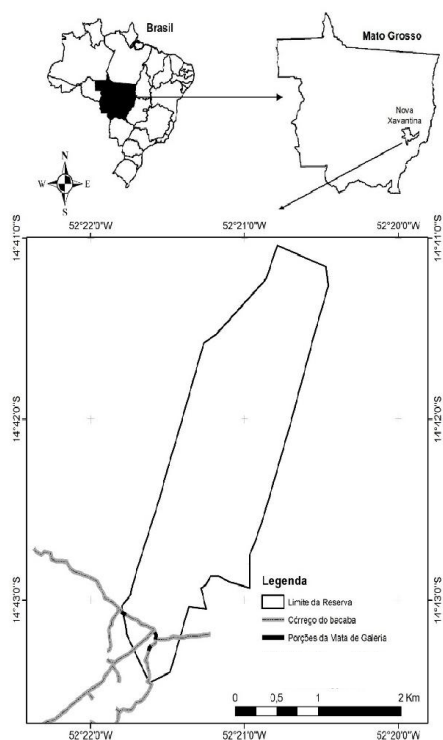 Brasil
Mato Grosso
Nova
Xavantina
N
W E
S
52°22'0"W 52°21'0"W 52°20'0"W
14°41'0"S 14°41'0"S
14°42'0"S 14°42'0"S
14°43'0"S 14°43'0"S
Legenda
Limite da Reserva
Córrego do bacaba
Porções da Mata de Galeria
0 0,5 1 2 Km
52°22'0"W 52°21'0"W 52°20'0"W